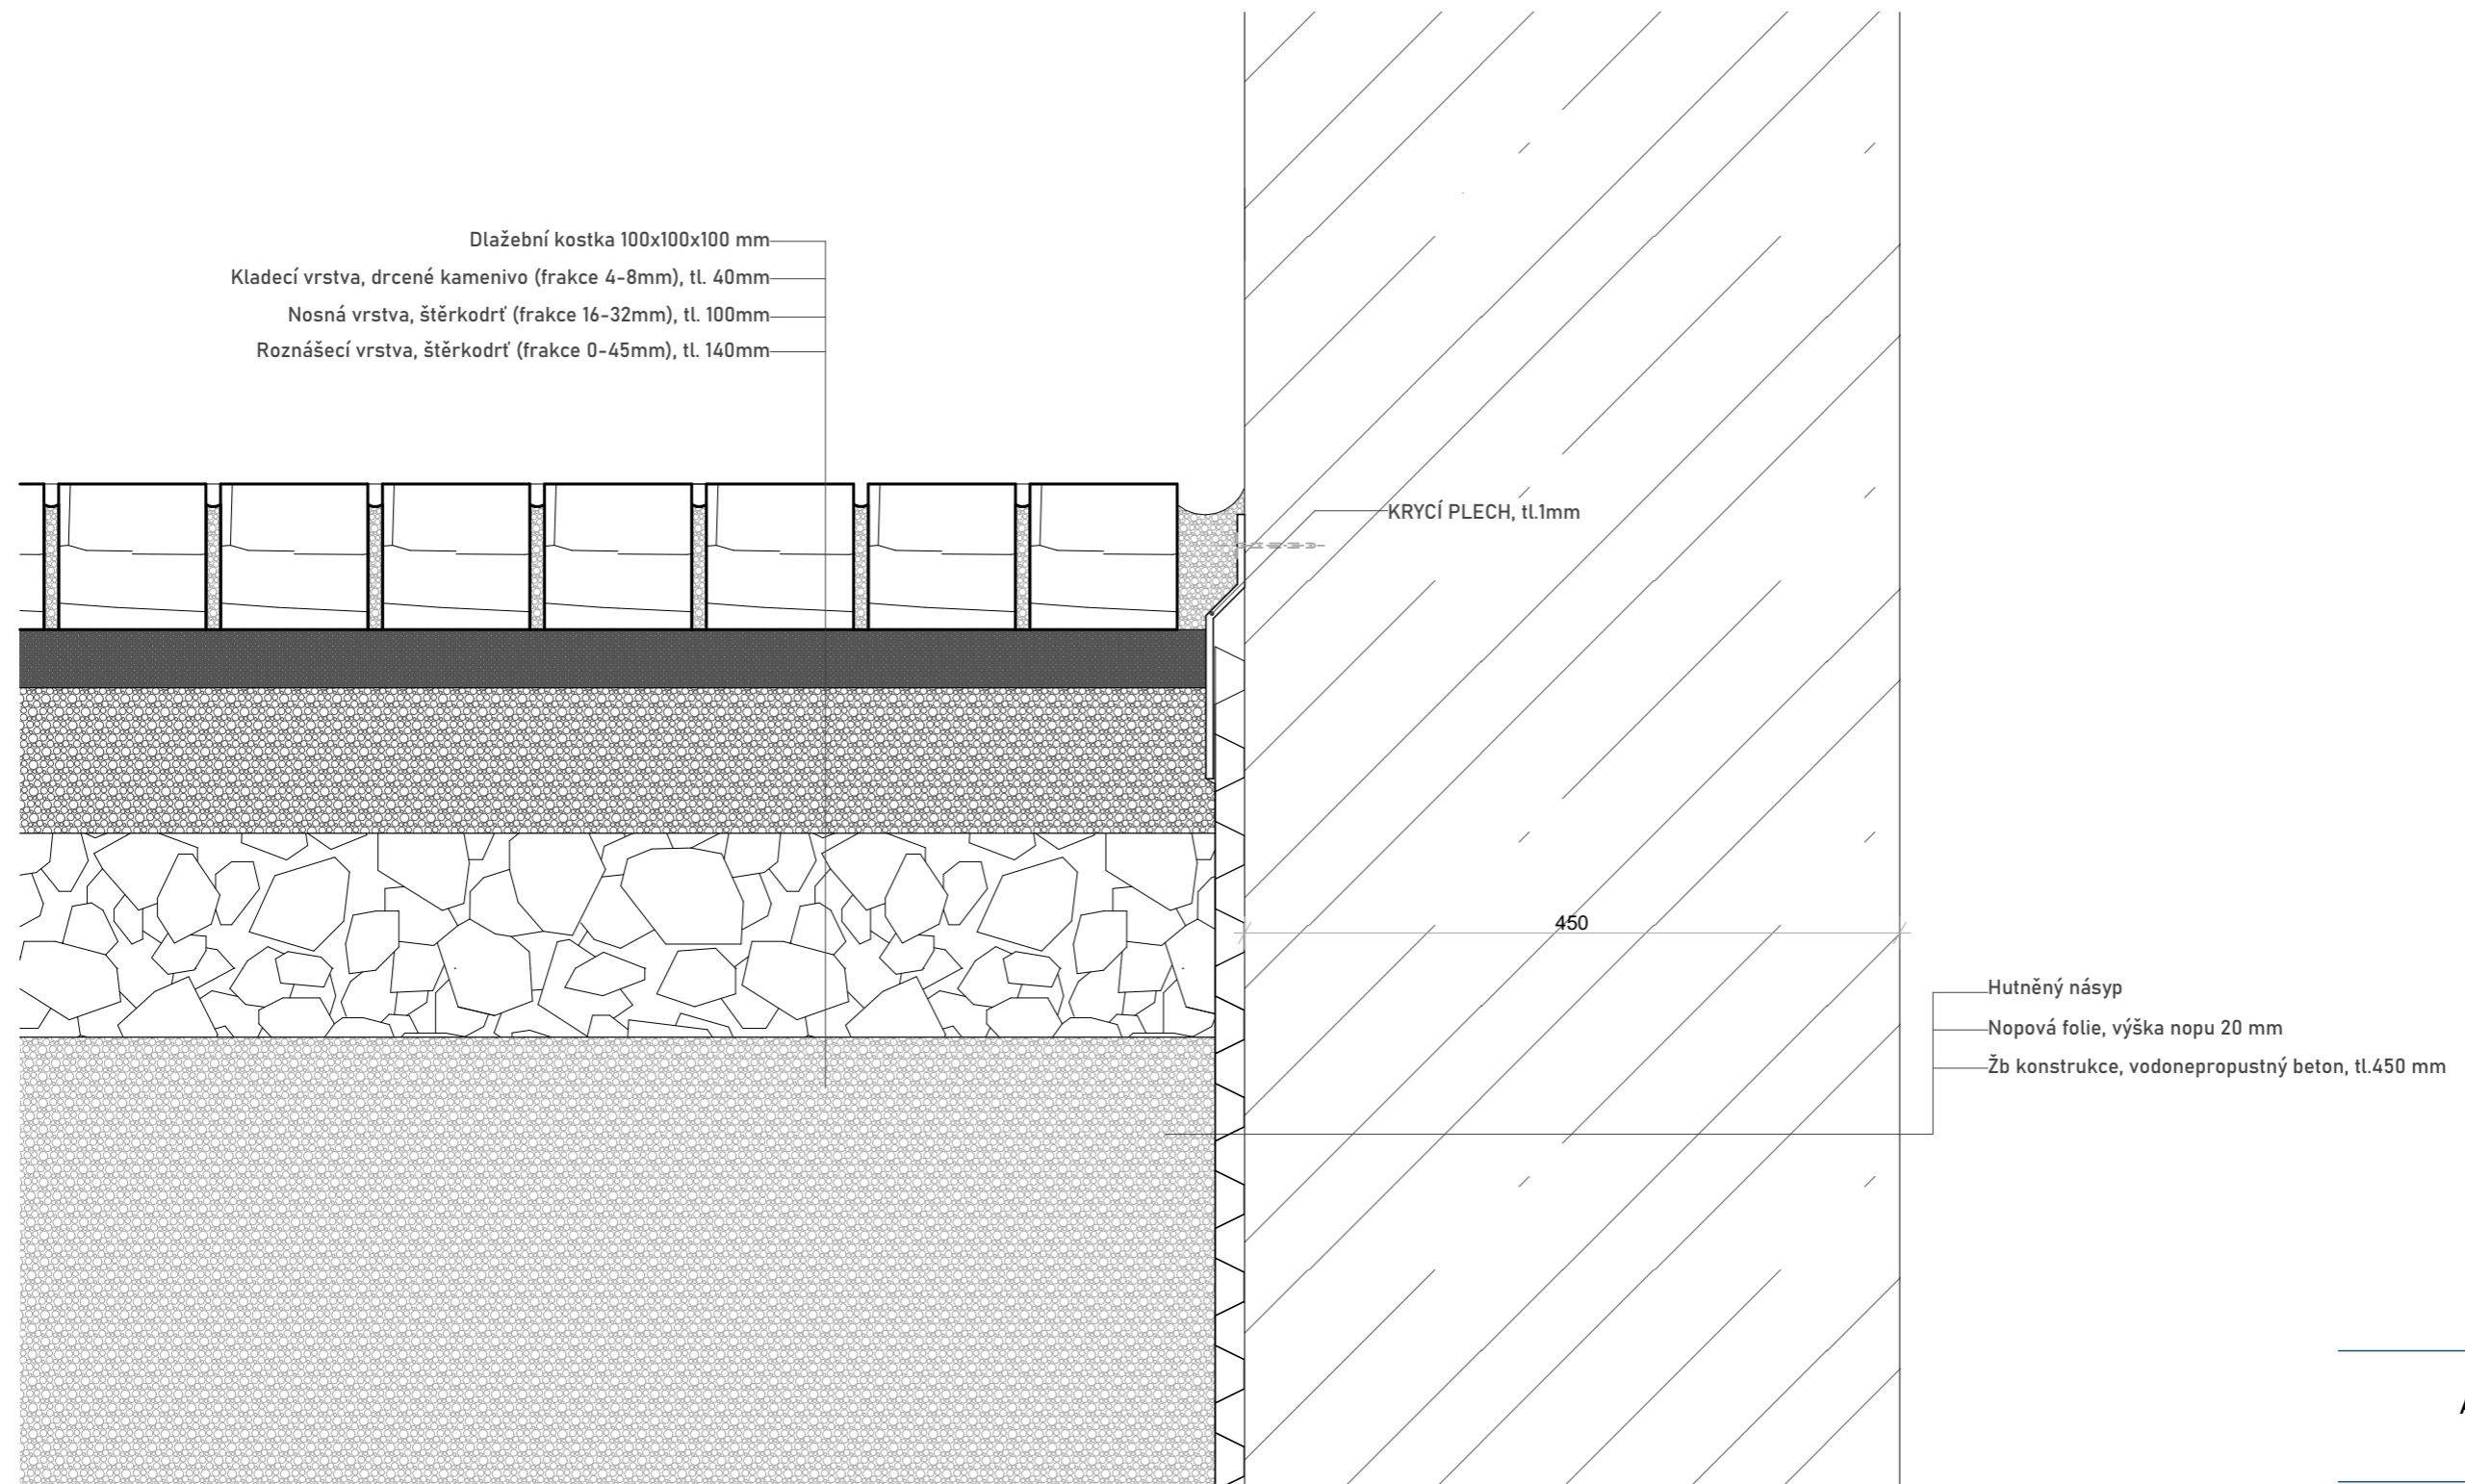 Dlažební kostka 100x100x100 mm
Kladecí vrstva, drcené kamenivo (frakce 4-8mm), tl. 40mm
Nosná vrstva, štěrkodrť (frakce 16-32mm), tl. 100mm
Roznášecí vrstva, štěrkodrť (frakce 0-45mm), tl. 140mm
KRYCÍ PLECH, tl.1mm
450
Hutněný násyp
Nopová folie, výška nopu 20 mm
Žb konstrukce, vodonepropustný beton, tl.450 mm